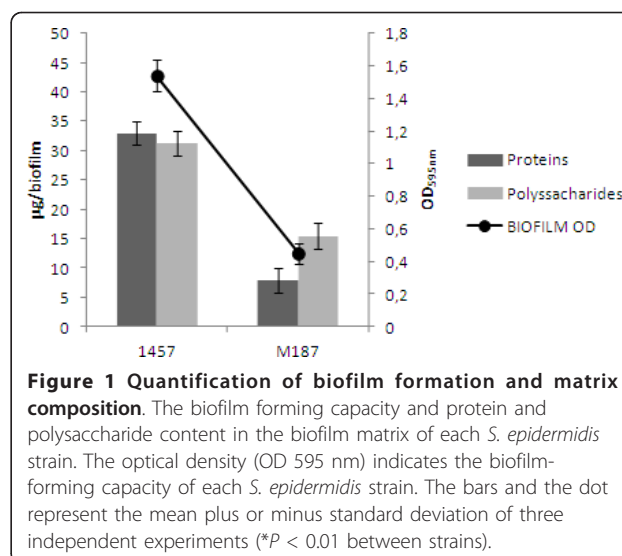 50
45
40
35
30
25
20
15
10
5
0
µg/biofilm
1,8
1,6
1,4
1,2
1
0,8
0,6
0,4
0,2
0
OD595nm
1457
M187
Proteins
Polyssacharides
BIOFILM OD
Figure 1 Quantification of biofilm formation and matrix
composition. The biofilm forming capacity and protein and
polysaccharide content in the biofilm matrix of each S. epidermidis
strain. The optical density (OD 595 nm) indicates the biofilm-
forming capacity of each S. epidermidis strain. The bars and the dot
represent the mean plus or minus standard deviation of three
independent experiments (*P < 0.01 between strains).